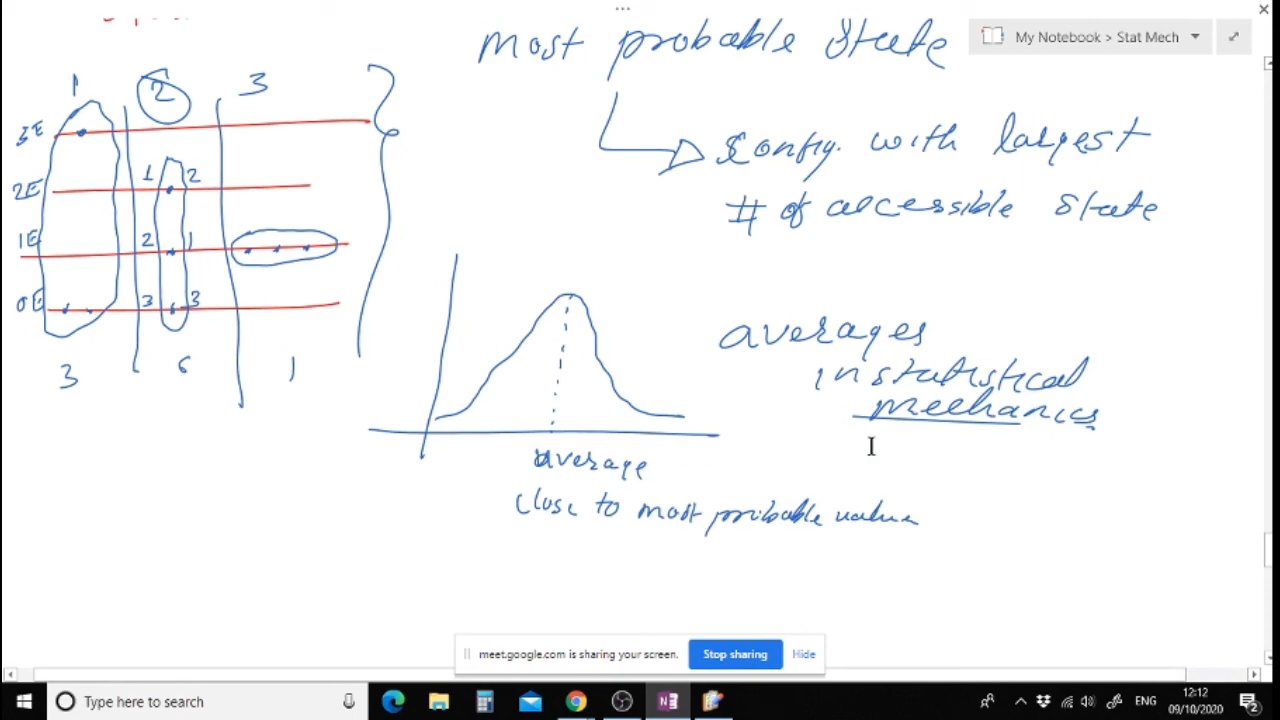 most probable State
My Notebook > Stat Mech
1 2 3
3E
config. with largest
2E 1 2
# of accessible state
1E 2 1
0E 3 3
averages
in statistical
mechanics
3 6 1
average
close to most probable value
meet.google.com is sharing your screen. Stop sharing Hide
Type here to search
ENG
12:12
09/10/2020
2